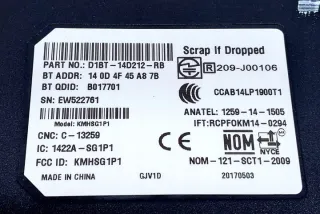 Scrap If Dropped
PART NO.: D1BT-14D212-RB
BT ADDR: 14 0D 4F 45 A8 7B
BT QDID: B017701
SN: EW522761
R 209-J00106
CCAB14LP1900T1
Model: KMHSG1P1
ANATEL: 1259-14-1505
IFT:RCPFOKM14-0294
CNC: C-13259
IC: 1422A-SG1P1
FCC ID: KMHSG1P1
NOM NYCE
NOM-121-SCT1-2009
MADE IN CHINA
GJV1D
20170503